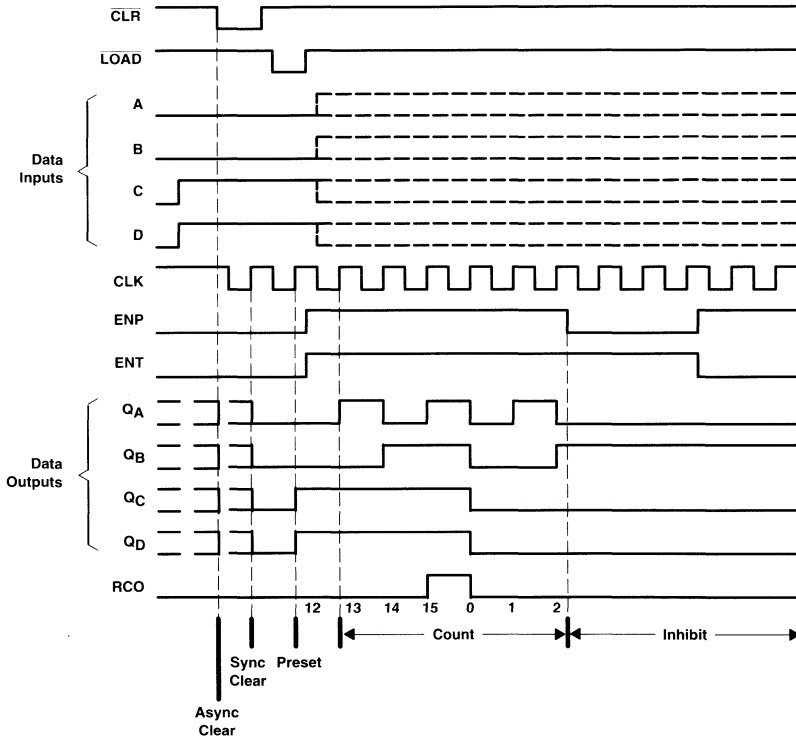 CLR
LOAD
A
B
Data
Inputs
C
D
CLK
ENP
ENT
QA
QB
Data
Outputs
QC
QD
RCO
12 13 14 15 0 1 2
Count Inhibit
Sync Preset
Clear
Async
Clear